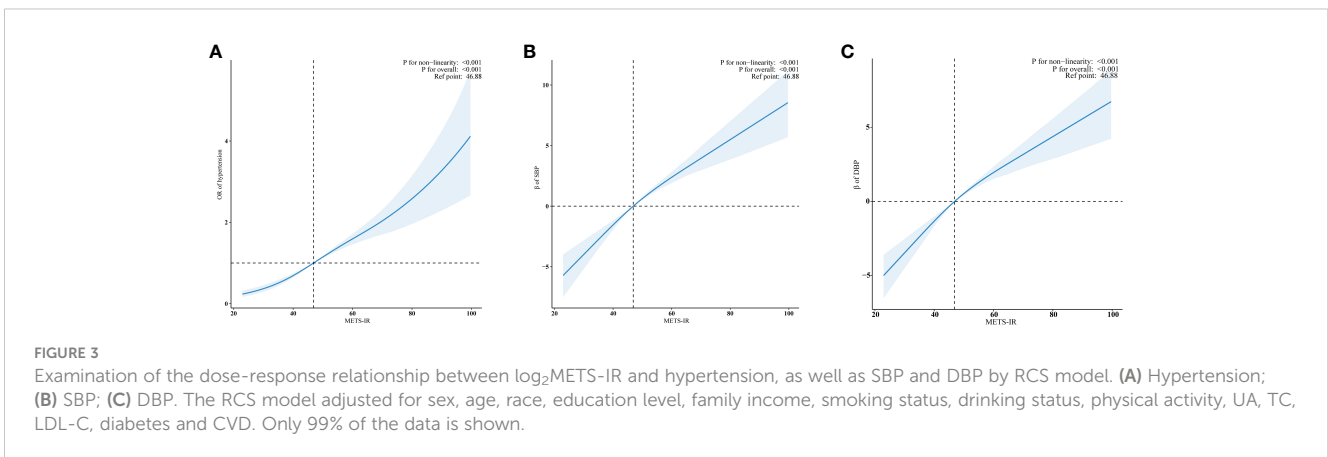 A
P for non-linearity: <0.001
P for overall: <0.001
Ref point: 46.88
OR of hypertension
4
2
0
20 40 60 80 100
METS-IR
B
P for non-linearity: <0.001
P for overall: <0.001
Ref point: 46.88
β of SBP
10
5
0
−5
20 40 60 80 100
METS-IR
C
P for non-linearity: <0.001
P for overall: <0.001
Ref point: 46.88
β of DBP
5
0
−5
20 40 60 80 100
METS-IR
FIGURE 3
Examination of the dose-response relationship between log₂METS-IR and hypertension, as well as SBP and DBP by RCS model. (A) Hypertension;
(B) SBP; (C) DBP. The RCS model adjusted for sex, age, race, education level, family income, smoking status, drinking status, physical activity, UA, TC,
LDL-C, diabetes and CVD. Only 99% of the data is shown.